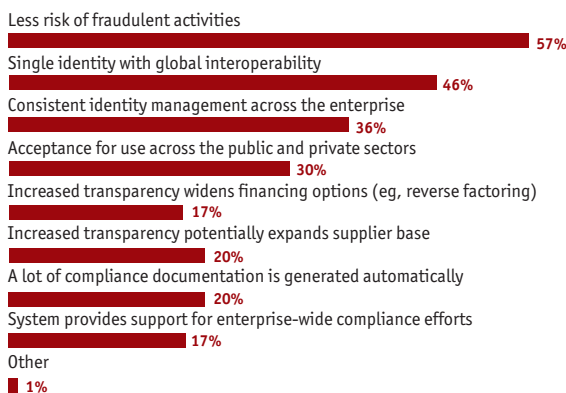 Less risk of fraudulent activities
57%
Single identity with global interoperability
46%
Consistent identity management across the enterprise
36%
Acceptance for use across the public and private sectors
30%
Increased transparency widens financing options (eg, reverse factoring)
17%
Increased transparency potentially expands supplier base
20%
A lot of compliance documentation is generated automatically
20%
System provides support for enterprise-wide compliance efforts
17%
Other
1%